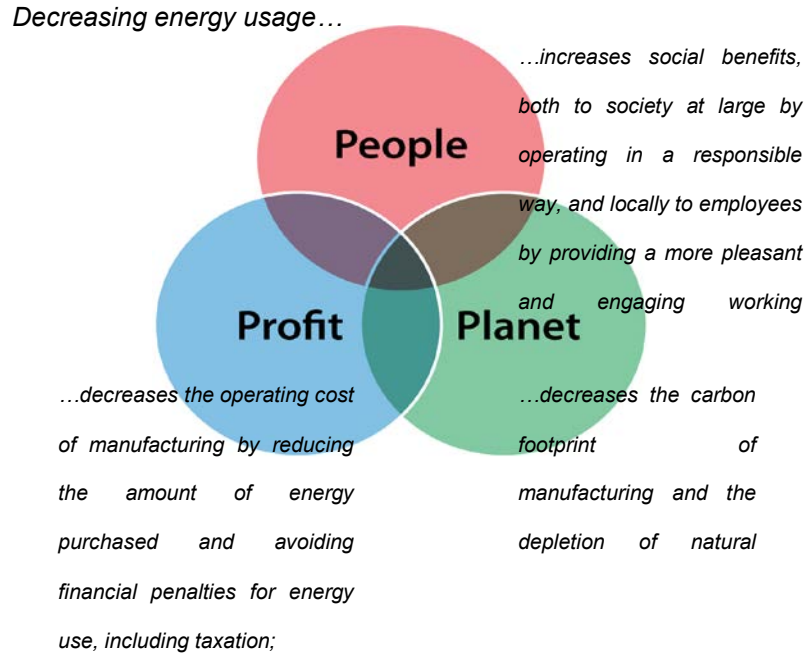 Decreasing energy usage…
…increases social benefits,
both to society at large by
operating in a responsible
way, and locally to employees
by providing a more pleasant
and engaging working
People
Profit
Planet
…decreases the operating cost
of manufacturing by reducing
the amount of energy
purchased and avoiding
financial penalties for energy
use, including taxation;
…decreases the carbon
footprint of
manufacturing and the
depletion of natural